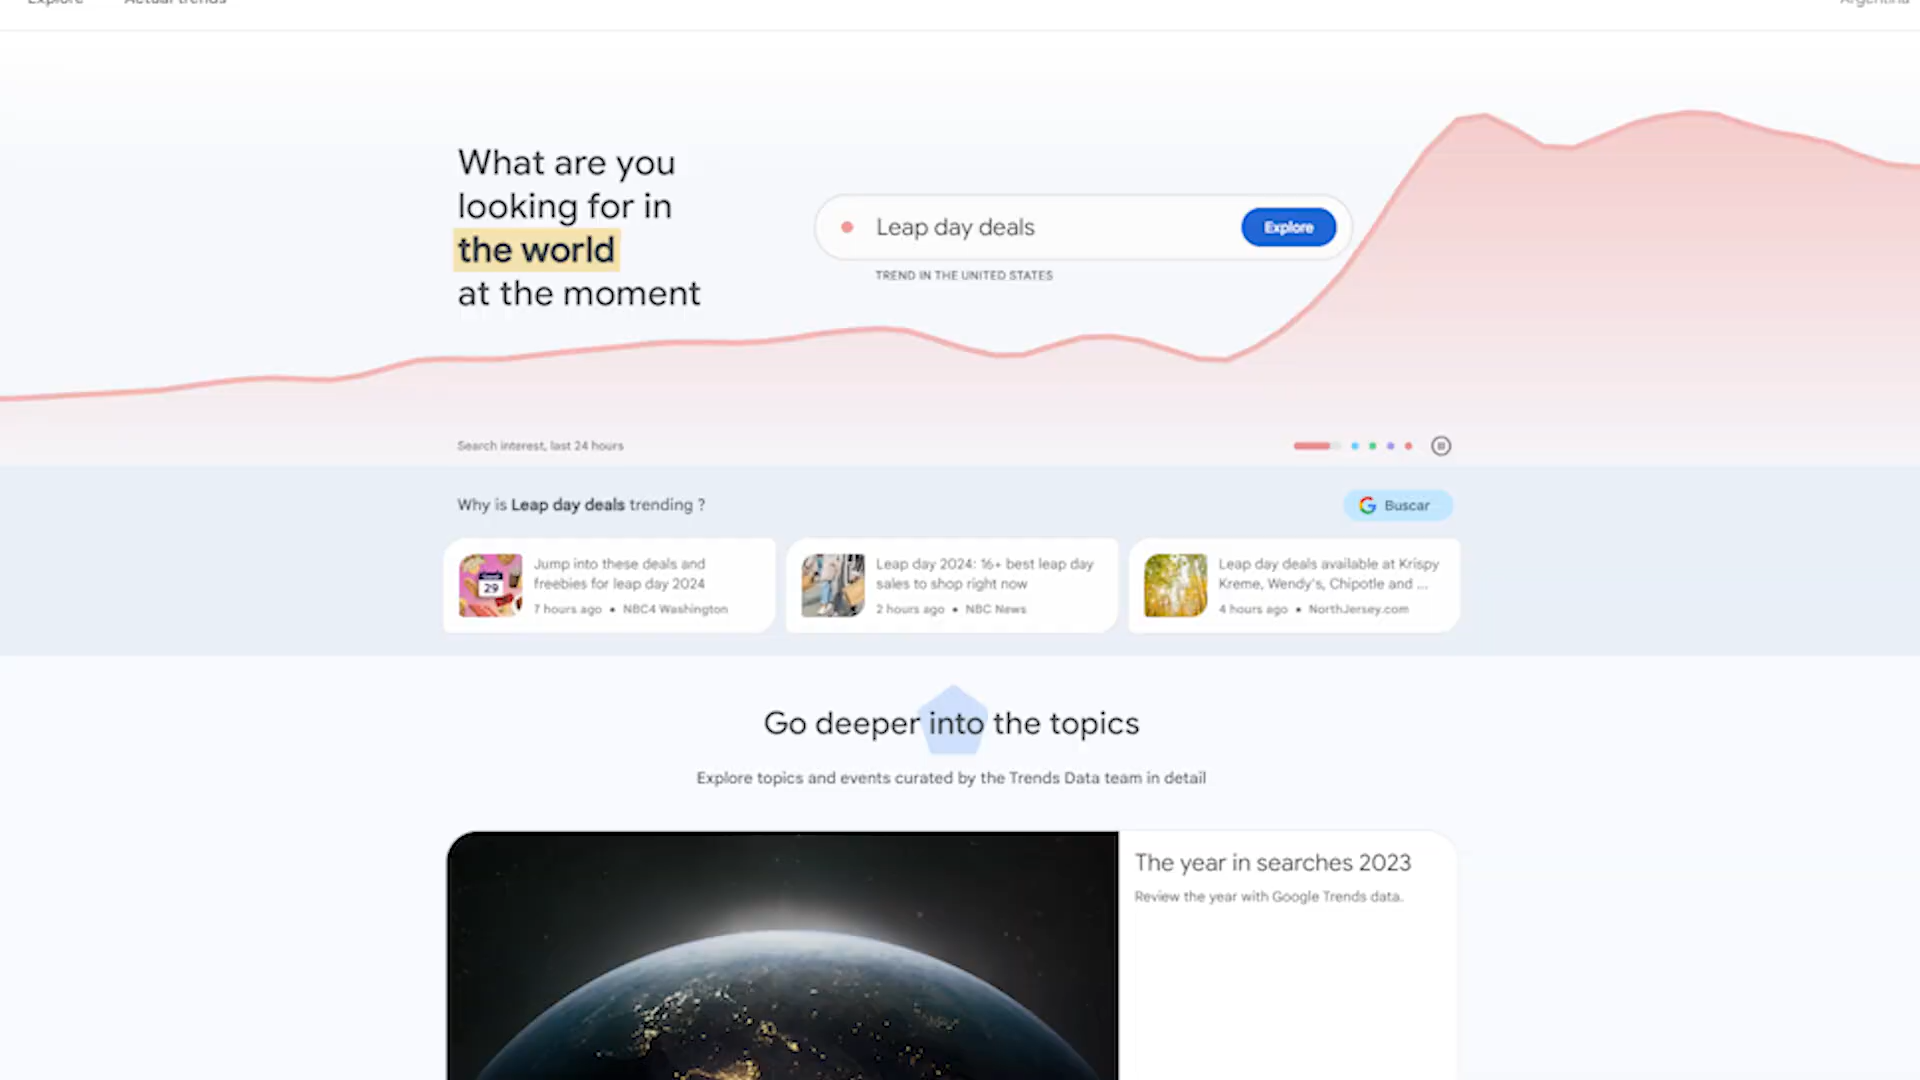 Explore Actual trends Argentina
What are you
looking for in
the world
at the moment
Leap day deals
Explore
TREND IN THE UNITED STATES
Search interest, last 24 hours
Why is Leap day deals trending ?
Buscar
Jump into these deals and
freebies for leap day 2024
7 hours ago • NBC4 Washington
29
Leap day 2024: 16+ best leap day
sales to shop right now
2 hours ago • NBC News
Leap day deals available at Krispy
Kreme, Wendy's, Chipotle and ...
4 hours ago • NorthJersey.com
Go deeper into the topics
Explore topics and events curated by the Trends Data team in detail
The year in searches 2023
Review the year with Google Trends data.